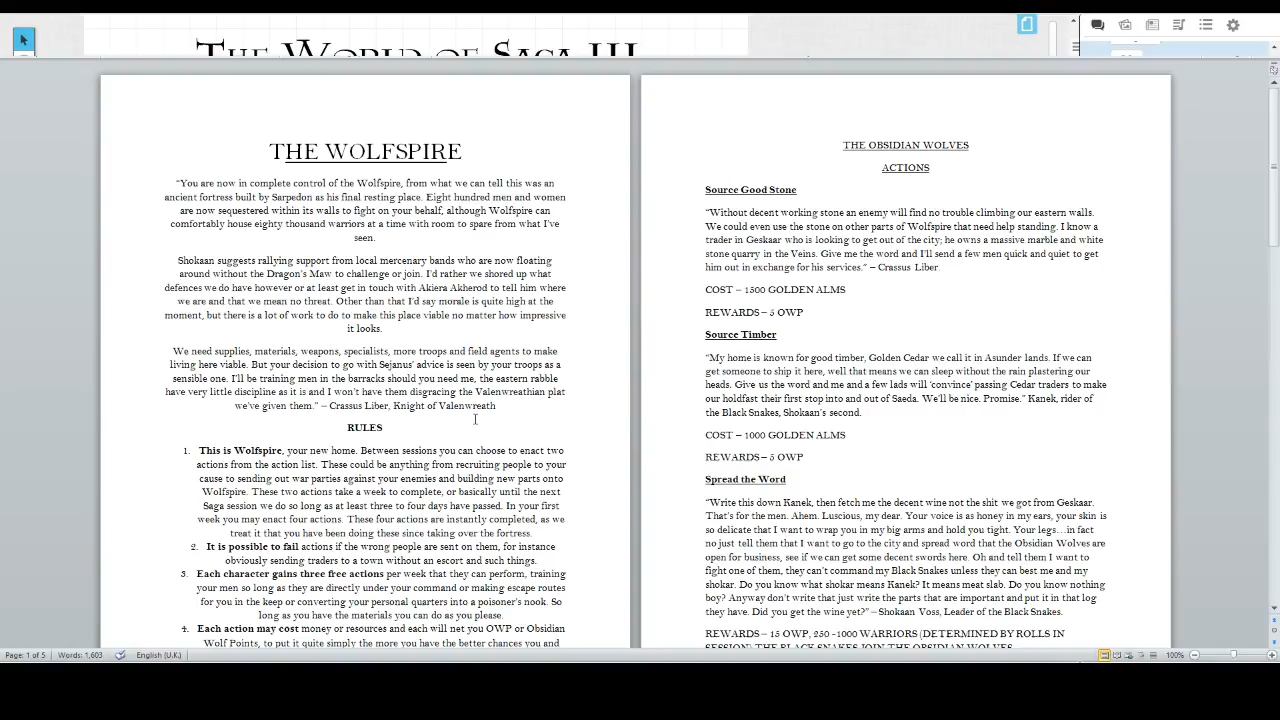 The World of Saga III
THE WOLFSPIRE
"You are now in complete control of the Wolfspire, from what we can tell this was an
ancient fortress built by Sarpedon as his final resting place. Eight hundred men and women
are now sequestered within its walls to fight on your behalf, although Wolfspire can
comfortably house eighty thousand warriors at a time with room to spare from what I've
seen.
Shokaan suggests rallying support from local mercenary bands who are now floating
around without the Dragon's Maw to challenge or join. I'd rather we shored up what
defences we do have however or at least get in touch with Akiera Akherod to tell him where
we are and that we mean no threat. Other than that I'd say morale is quite high at the
moment, but there is a lot of work to do to make this place viable no matter how impressive
it looks.
We need supplies, materials, weapons, specialists, more troops and field agents to make
living here viable. But your decision to go with Sejanus' advice is seen by your troops as a
sensible one. I'll be training men in the barracks should you need me, the eastern rabble
have very little discipline as it is and I won't have them disgracing the Valenwreathian plat
we've given them." – Crassus Liber, Knight of Valenwreath
RULES
1. This is Wolfspire, your new home. Between sessions you can choose to enact two
actions from the action list. These could be anything from recruiting people to your
cause to sending out war parties against your enemies and building new parts onto
Wolfspire. These two actions take a week to complete, or basically until the next
Saga session we do so long as at least three to four days have passed. In your first
week you may enact four actions. These four actions are instantly completed, as we
treat it that you have been doing these since taking over the fortress.
2. It is possible to fail actions if the wrong people are sent on them, for instance
obviously sending traders to a town without an escort and such things.
3. Each character gains three free actions per week that they can perform, training
your men so long as they are directly under your command or making escape routes
for you in the keep or converting your personal quarters into a poisoner's nook. So
long as you have the materials you can do as you please.
4. Each action may cost money or resources and each will net you OWP or Obsidian
Wolf Points, to put it quite simply the more you have the better chances you and
THE OBSIDIAN WOLVES
ACTIONS
Source Good Stone
"Without decent working stone an enemy will find no trouble climbing our eastern walls.
We could even use the stone on other parts of Wolfspire that need help standing. I know a
trader in Geskaar who is looking to get out of the city; he owns a massive marble and white
stone quarry in the Veins. Give me the word and I'll send a few men quick and quiet to get
him out in exchange for his services." – Crassus Liber.
COST – 1500 GOLDEN ALMS
REWARDS – 5 OWP
Source Timber
"My home is known for good timber, Golden Cedar we call it in Asunder lands. If we can
get someone to ship it here, well that means we can sleep without the rain plastering our
heads. Give us the word and me and a few lads will 'convince' passing Cedar traders to make
our holdfast their first stop into and out of Saeda. We'll be nice. Promise." Kanek, rider of
the Black Snakes, Shokaan's second.
COST – 1000 GOLDEN ALMS
REWARDS – 5 OWP
Spread the Word
"Write this down Kanek, then fetch me the decent wine not the shit we got from Geskaar.
That's for the men. Ahem. Luscious, my dear. Your voice is as honey in my ears, your skin is
so delicate that I want to wrap you in my big arms and hold you tight. Your legs…in fact
no just tell them that I want to go to the city and spread word that the Obsidian Wolves are
open for business, see if we can get some decent swords here. Oh and tell them I want to
fight one of them, they can't command my Black Snakes unless they can best me and my
shokar. Do you know what shokar means Kanek? It means meat slab. Do you know nothing
boy? Anyway don't write that just write the parts that are important and put it in that log
they have. Did you get the wine yet?" – Shokaan Voss, Leader of the Black Snakes.
REWARDS – 15 OWP, 250 -1000 WARRIORS (DETERMINED BY ROLLS IN
SESSION) THE BLACK SNAKES JOIN THE OBSIDIAN WOLVES
Page: 1 of 5 Words: 1,603 English (U.K.) 100%